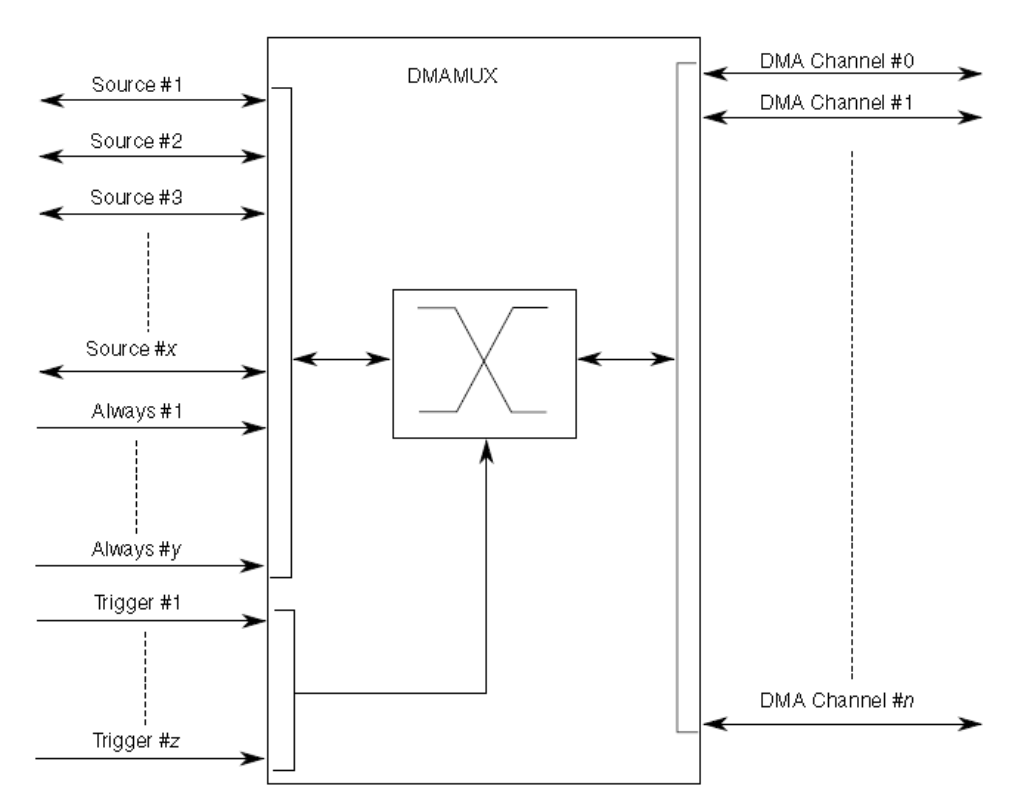 DMAMUX
Source #1
Source #2
Source #3
Source #x
Always #1
Always #y
Trigger #1
Trigger #z
DMA Channel #0
DMA Channel #1
DMA Channel #n